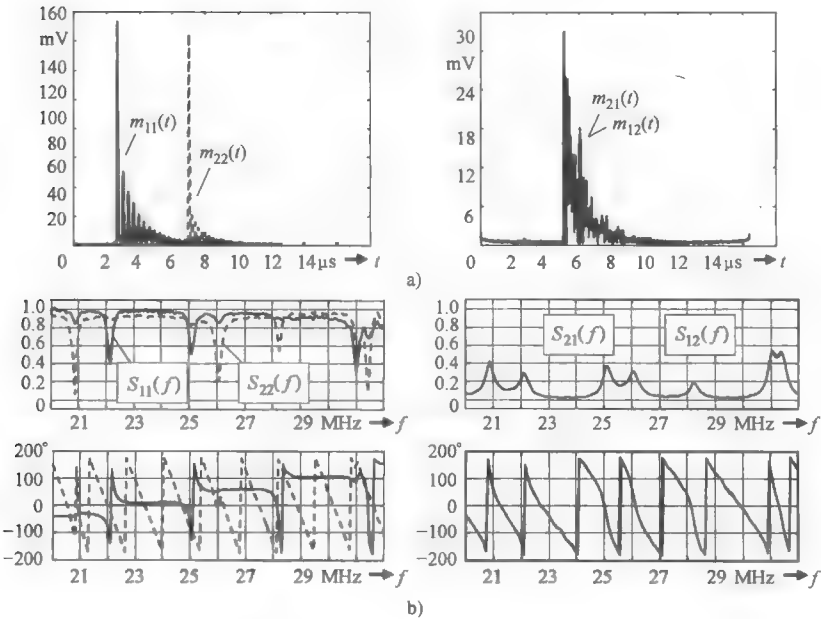 160
mV
140
120
100
80
60
40
20
m₁₁(t)
m₂₂(t)
0 2 4 6 8 10 12 14 μs → t
30
mV
24
18
12
6
m₂₁(t)
m₁₂(t)
0 2 4 6 8 10 12 14 μs → t
a)
1.0
0.8
0.6
0.4
0.2
0
S₁₁(f)
S₂₂(f)
21 23 25 27 29 MHz → f
1.0
0.8
0.6
0.4
0.2
0
S₂₁(f)
S₁₂(f)
21 23 25 27 29 MHz → f
200°
100
0
−100
−200
21 23 25 27 29 MHz → f
200°
100
0
−100
−200
21 23 25 27 29 MHz → f
b)